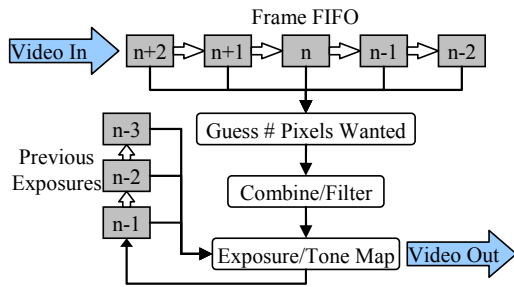 Frame FIFO
Video In
n+2
n+1
n
n-1
n-2
Guess # Pixels Wanted
n-3
Previous
Exposures
n-2
n-1
Combine/Filter
Exposure/Tone Map
Video Out